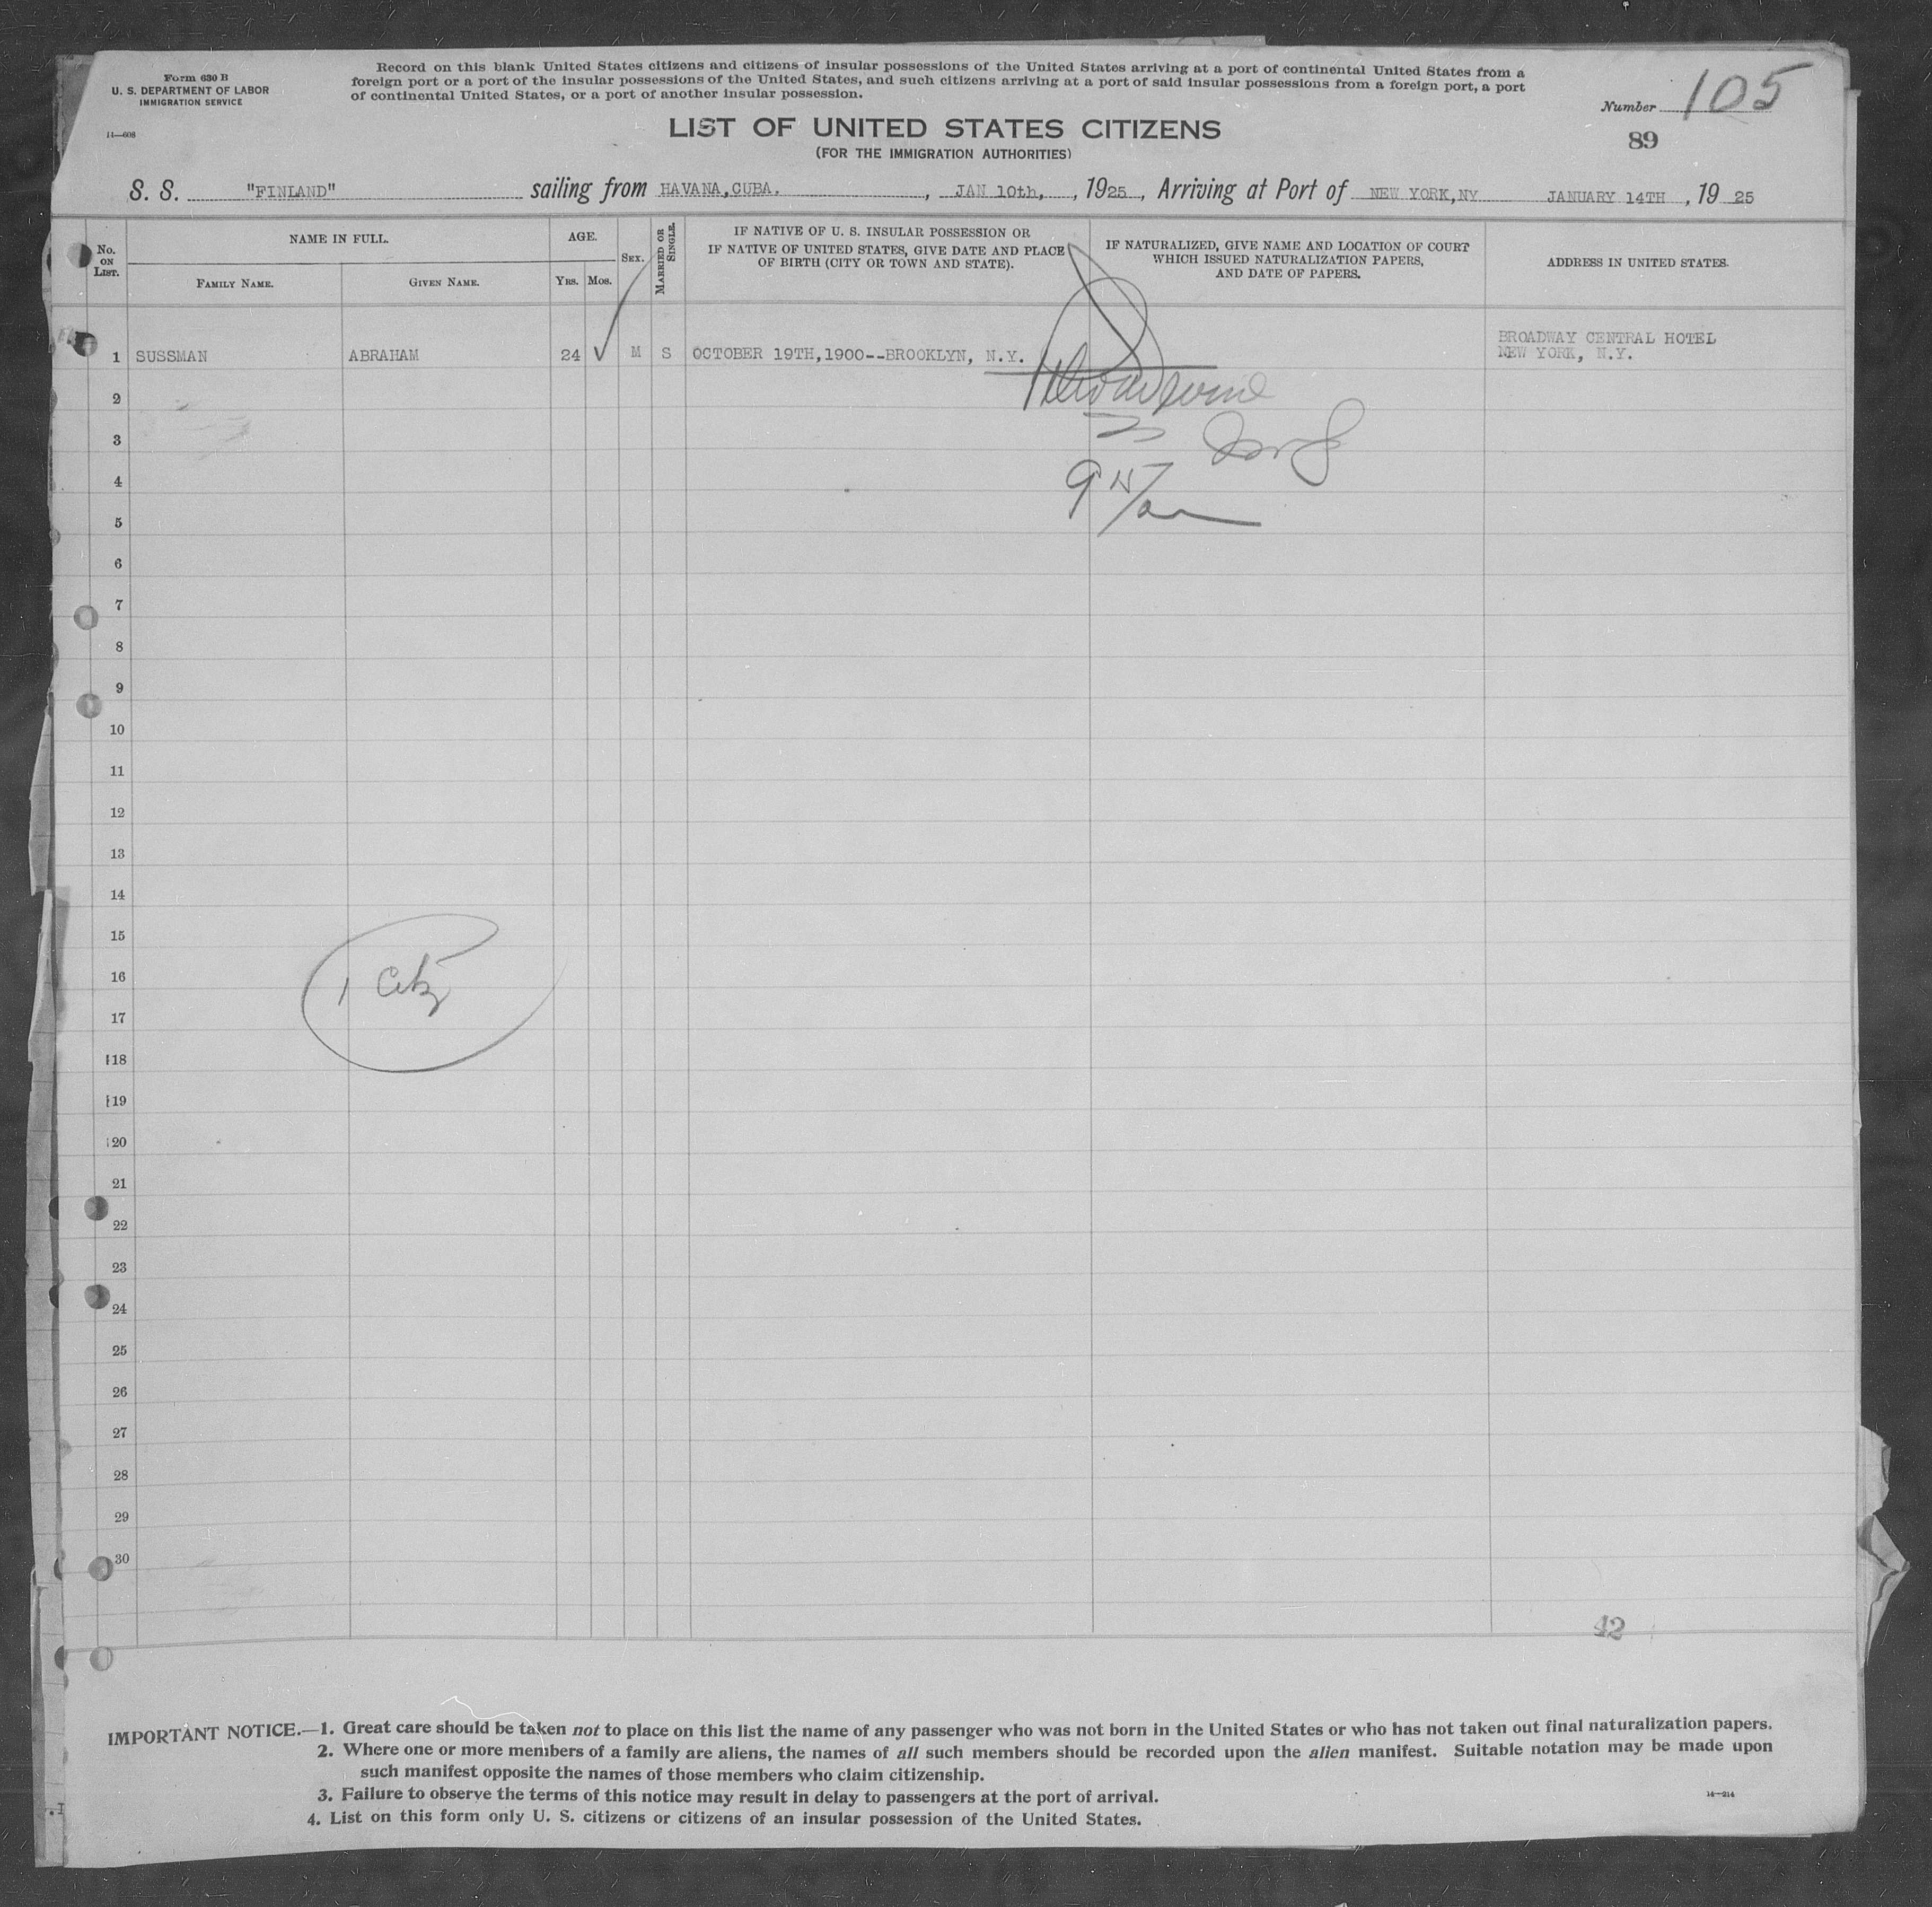 Form 630 B
U. S. DEPARTMENT OF LABOR
IMMIGRATION SERVICE
14—608
Record on this blank United States citizens and citizens of insular possessions of the United States arriving at a port of continental United States from a
foreign port or a port of the insular possessions of the United States, and such citizens arriving at a port of said insular possessions from a foreign port, a port
of continental United States, or a port of another insular possession.
Number 105
89
LIST OF UNITED STATES CITIZENS
(FOR THE IMMIGRATION AUTHORITIES)
S. S. "FINLAND" sailing from HAVANA,CUBA. , JAN 10th, , 1925 , Arriving at Port of NEW YORK,NY JANUARY 14TH , 19 25
No. ON LIST.
NAME IN FULL.
FAMILY NAME.
GIVEN NAME.
AGE.
YRS.
MOS.
SEX.
MARRIED OR SINGLE.
IF NATIVE OF U. S. INSULAR POSSESSION OR
IF NATIVE OF UNITED STATES, GIVE DATE AND PLACE
OF BIRTH (CITY OR TOWN AND STATE).
IF NATURALIZED, GIVE NAME AND LOCATION OF COURT
WHICH ISSUED NATURALIZATION PAPERS,
AND DATE OF PAPERS.
ADDRESS IN UNITED STATES.
BROADWAY CENTRAL HOTEL
1 SUSSMAN ABRAHAM 24 M S OCTOBER 19TH,1900--BROOKLYN, N.Y. NEW YORK, N.Y.
2
3
4
5
6
7
8
9
10
11
12
13
14
15
16
1 Citz
17
18
19
20
21
22
23
24
25
26
27
28
29
30
42
IMPORTANT NOTICE.—1. Great care should be taken not to place on this list the name of any passenger who was not born in the United States or who has not taken out final naturalization papers.
2. Where one or more members of a family are aliens, the names of all such members should be recorded upon the alien manifest. Suitable notation may be made upon
such manifest opposite the names of those members who claim citizenship.
3. Failure to observe the terms of this notice may result in delay to passengers at the port of arrival.
14—214
4. List on this form only U. S. citizens or citizens of an insular possession of the United States.